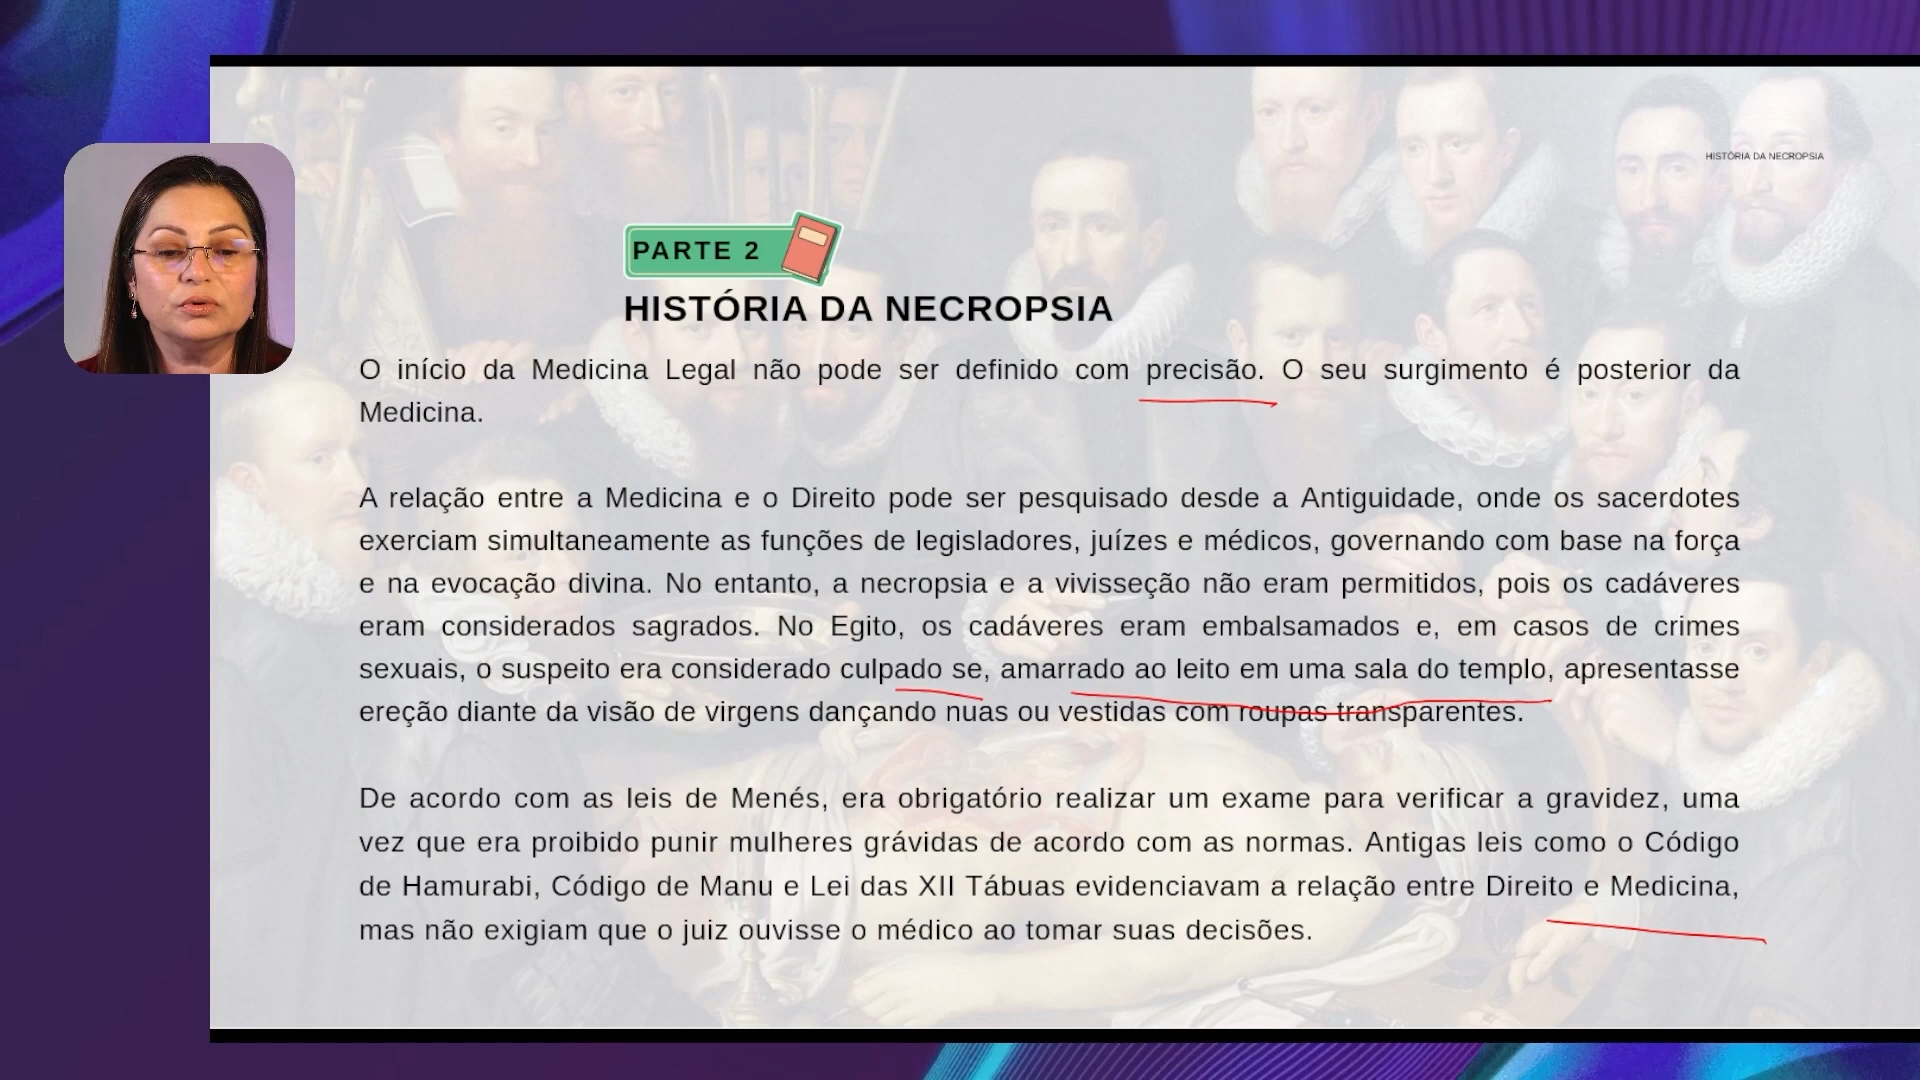 HISTÓRIA DA NECROPSIA
PARTE 2
HISTÓRIA DA NECROPSIA
O início da Medicina Legal não pode ser definido com precisão. O seu surgimento é posterior da
Medicina.
A relação entre a Medicina e o Direito pode ser pesquisado desde a Antiguidade, onde os sacerdotes
exerciam simultaneamente as funções de legisladores, juízes e médicos, governando com base na força
e na evocação divina. No entanto, a necropsia e a vivisseção não eram permitidos, pois os cadáveres
eram considerados sagrados. No Egito, os cadáveres eram embalsamados e, em casos de crimes
sexuais, o suspeito era considerado culpado se, amarrado ao leito em uma sala do templo, apresentasse
ereção diante da visão de virgens dançando nuas ou vestidas com roupas transparentes.
De acordo com as leis de Menés, era obrigatório realizar um exame para verificar a gravidez, uma
vez que era proibido punir mulheres grávidas de acordo com as normas. Antigas leis como o Código
de Hamurabi, Código de Manu e Lei das XII Tábuas evidenciavam a relação entre Direito e Medicina,
mas não exigiam que o juiz ouvisse o médico ao tomar suas decisões.